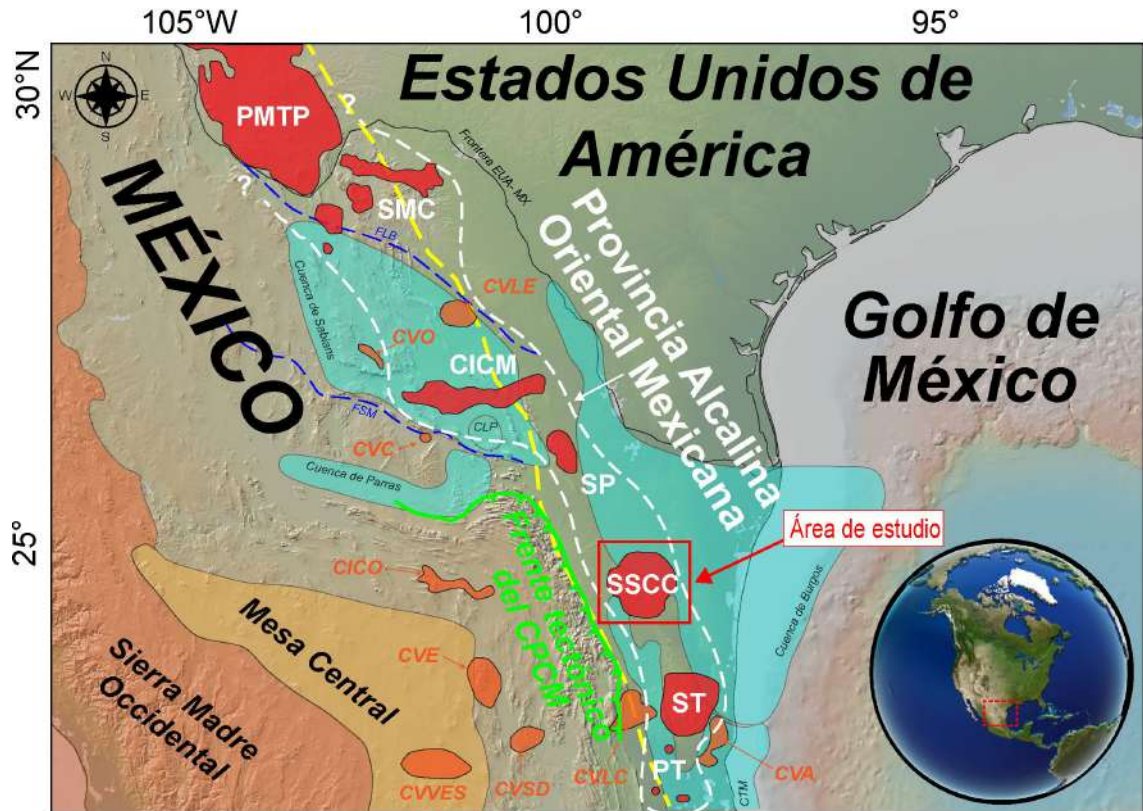 105°W
100°
95°
30°N
25°
N
W
E
S
PMTP
Estados Unidos de
América
?
Frontera EUA- MX
MÉXICO
?
SMC
FLB
Provincia Alcalina
Oriental Mexicana
Golfo de
México
CVLE
Cuenca de Sabinas
CVO
CICM
FSM
CLP
CVC
Cuenca de Parras
SP
Área de estudio
SSCC
Frente tectónico
del CPCM
CICO
Cuenca de Burgos
Mesa Central
Sierra Madre
Occidental
CVE
ST
CVVES
CVSD
CVLC
PT
CVA
CTM